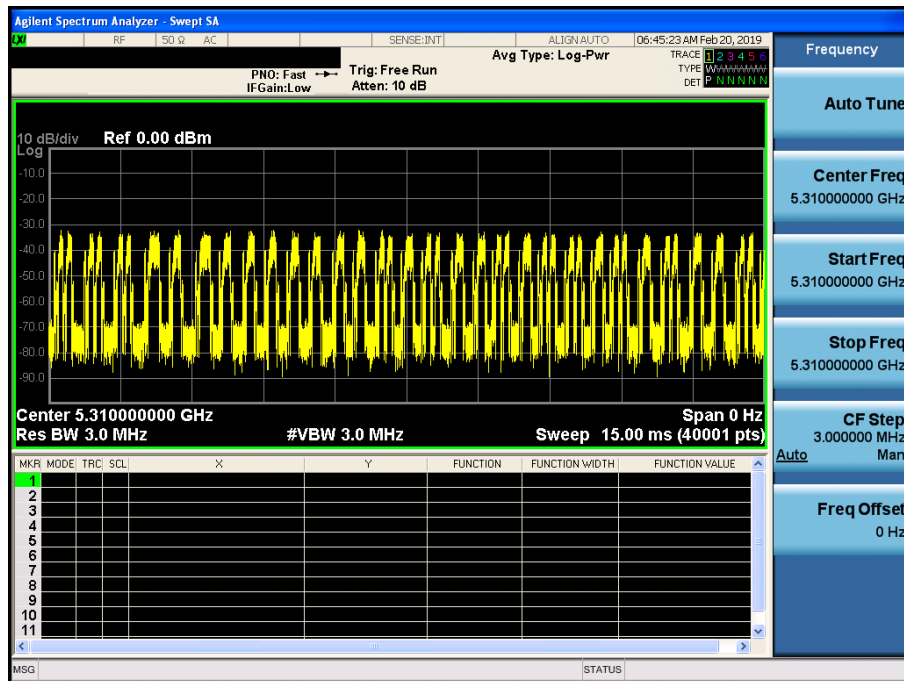 Agilent Spectrum Analyzer - Swept SA
LXI RF 50 Ω AC SENSE:INT ALIGN AUTO 06:45:23 AM Feb 20, 2019
Avg Type: Log-Pwr
TRACE 1 2 3 4 5 6
PNO: Fast Trig: Free Run
TYPE WWWWWWWW
IFGain:Low Atten: 10 dB
DET P N N N N N
10 dB/div Ref 0.00 dBm
Log
-10.0
-20.0
-30.0
-40.0
-50.0
-60.0
-70.0
-80.0
-90.0
Center 5.310000000 GHz Span 0 Hz
Res BW 3.0 MHz #VBW 3.0 MHz Sweep 15.00 ms (40001 pts)
MKR MODE TRC SCL X Y FUNCTION FUNCTION WIDTH FUNCTION VALUE
1
2
3
4
5
6
7
8
9
10
11
MSG STATUS
Frequency
Auto Tune
Center Freq
5.310000000 GHz
Start Freq
5.310000000 GHz
Stop Freq
5.310000000 GHz
CF Step
3.000000 MHz
Auto Man
Freq Offset
0 Hz